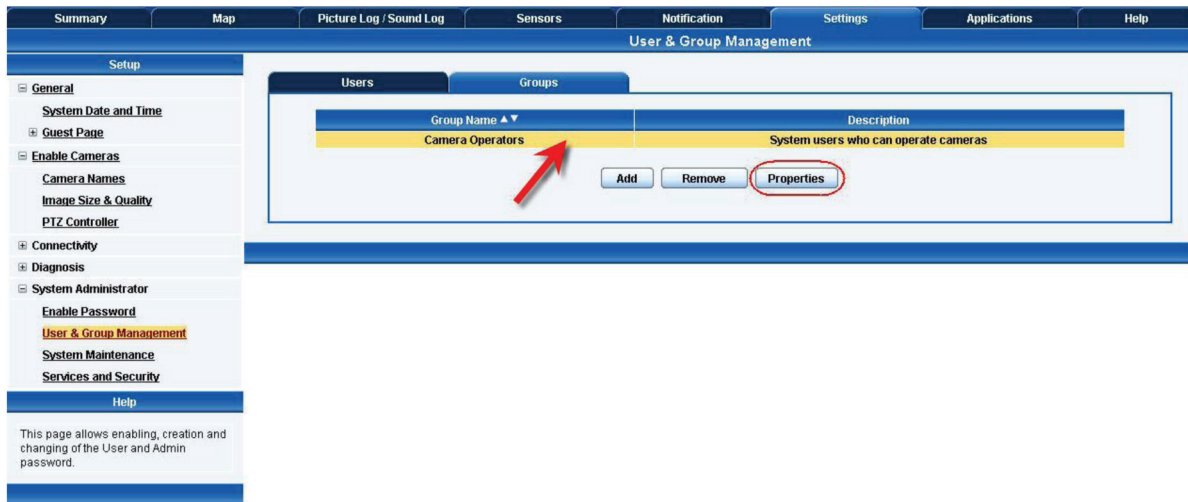 Summary Map Picture Log / Sound Log Sensors Notification Settings Applications Help
User & Group Management
Setup
General
System Date and Time
Guest Page
Enable Cameras
Camera Names
Image Size & Quality
PTZ Controller
Connectivity
Diagnosis
System Administrator
Enable Password
User & Group Management
System Maintenance
Services and Security
Help
This page allows enabling, creation and
changing of the User and Admin
password.
Users Groups
Group Name ▲▼ Description
Camera Operators System users who can operate cameras
Add Remove Properties